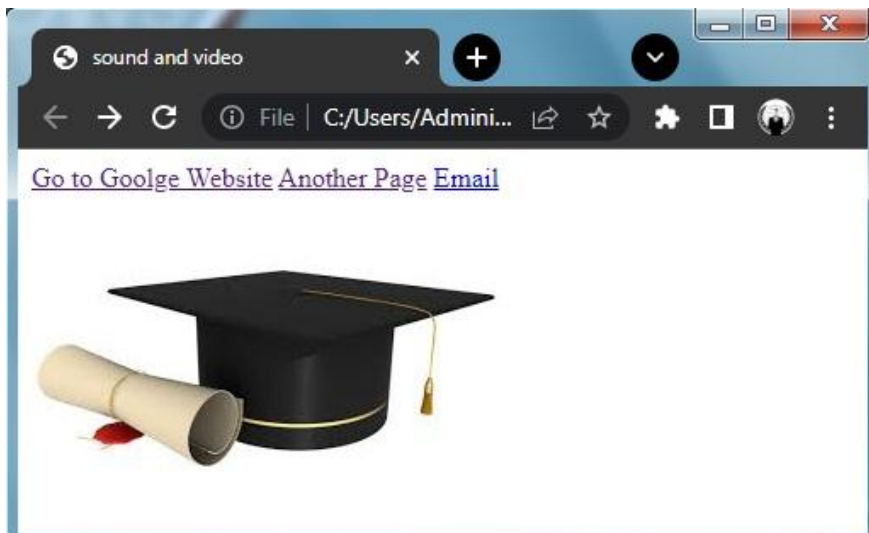 sound and video
File C:/Users/Admini...
Go to Goolge Website Another Page Email